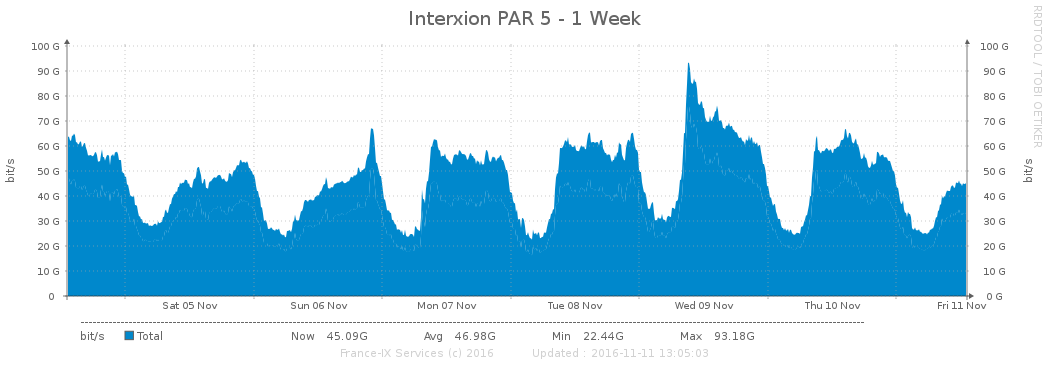 Interxion PAR 5 - 1 Week
RRDTOOL / TOBI OETIKER
100 G 100 G
90 G 90 G
80 G 80 G
70 G 70 G
60 G 60 G
50 G 50 G
40 G 40 G
30 G 30 G
20 G 20 G
10 G 10 G
0 0 G
bit/s bit/s
Sat 05 Nov Sun 06 Nov Mon 07 Nov Tue 08 Nov Wed 09 Nov Thu 10 Nov Fri 11 Nov
bit/s Total Now 45.09G Avg 46.98G Min 22.44G Max 93.18G
France-IX Services (c) 2016 Updated : 2016-11-11 13:05:03